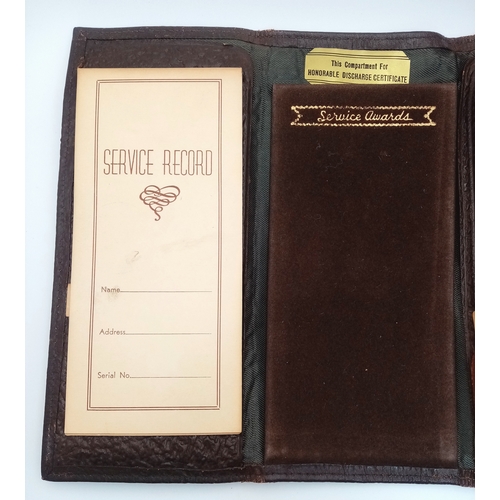 SERVICE RECORD
Name
Address
Serial No.
This Compartment For
HONORABLE DISCHARGE CERTIFICATE
Service Awards